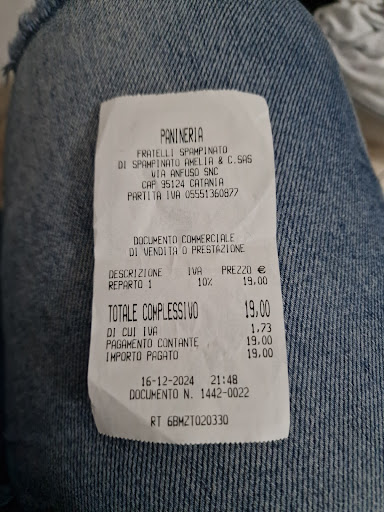 PANINERIA
FRATELLI SPAMPINATO
DI SPAMPINATO AMELIA & C.SAS
VIA ANFUSO SNC
CAP 95124 CATANIA
PARTITA IVA 05551360877
DOCUMENTO COMMERCIALE
DI VENDITA O PRESTAZIONE
DESCRIZIONE IVA PREZZO €
REPARTO 1 10% 19,00
TOTALE COMPLESSIVO 19,00
DI CUI IVA 1,73
PAGAMENTO CONTANTE 19,00
IMPORTO PAGATO 19,00
16-12-2024 21:48
DOCUMENTO N. 1442-0022
RT 6BMZT020330